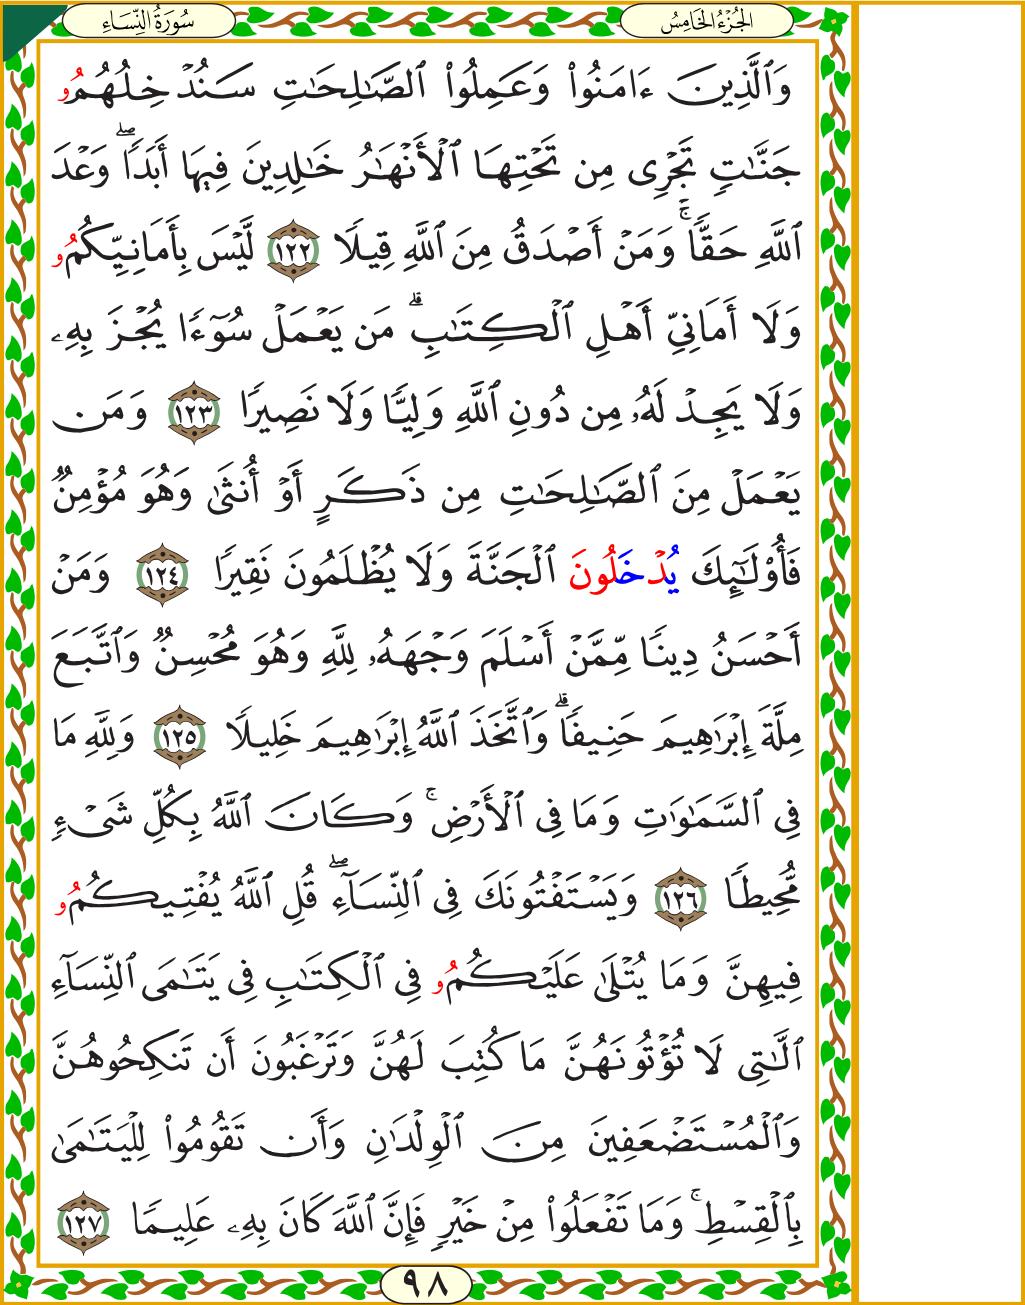 الجُزْءُ الخَامِسُ
سُورَةُ النِّسَاءِ
وَٱلَّذِينَ ءَامَنُواْ وَعَمِلُواْ ٱلصَّٰلِحَٰتِ سَنُدْخِلُهُمُۥ
جَنَّٰتٖ تَجْرِى مِن تَحْتِهَا ٱلْأَنْهَٰرُ خَٰلِدِينَ فِيهَا أَبَدٗاۖ وَعْدَ
ٱللَّهِ حَقّٗاۚ وَمَنْ أَصْدَقُ مِنَ ٱللَّهِ قِيلٗا ١٢٢ لَّيْسَ بِأَمَانِيِّكُمُۥ
وَلَا أَمَانِىِّ أَهْلِ ٱلْكِتَٰبِۗ مَن يَعْمَلْ سُوٓءٗا يُجْزَ بِهِۦ
وَلَا يَجِدْ لَهُۥ مِن دُونِ ٱللَّهِ وَلِيّٗا وَلَا نَصِيرٗا ١٢٣ وَمَن
يَعْمَلْ مِنَ ٱلصَّٰلِحَٰتِ مِن ذَكَرٍ أَوْ أُنثَىٰ وَهُوَ مُؤْمِنٞ
فَأُوْلَٰٓئِكَ يُدْخَلُونَ ٱلْجَنَّةَ وَلَا يُظْلَمُونَ نَقِيرٗا ١٢٤ وَمَنْ
أَحْسَنُ دِينٗا مِّمَّنْ أَسْلَمَ وَجْهَهُۥ لِلَّهِ وَهُوَ مُحْسِنٞ وَٱتَّبَعَ
مِلَّةَ إِبْرَٰهِيمَ حَنِيفٗاۗ وَٱتَّخَذَ ٱللَّهُ إِبْرَٰهِيمَ خَلِيلٗا ١٢٥ وَلِلَّهِ مَا
فِى ٱلسَّمَٰوَٰتِ وَمَا فِى ٱلْأَرْضِۚ وَكَانَ ٱللَّهُ بِكُلِّ شَىْءٖ
مُّحِيطٗا ١٢٦ وَيَسْتَفْتُونَكَ فِى ٱلنِّسَآءِۖ قُلِ ٱللَّهُ يُفْتِيكُمُۥ
فِيهِنَّ وَمَا يُتْلَىٰ عَلَيْكُمُۥ فِى ٱلْكِتَٰبِ فِى يَتَٰمَى ٱلنِّسَآءِ
ٱلَّٰتِى لَا تُؤْتُونَهُنَّ مَا كُتِبَ لَهُنَّ وَتَرْغَبُونَ أَن تَنكِحُوهُنَّ
وَٱلْمُسْتَضْعَفِينَ مِنَ ٱلْوِلْدَٰنِ وَأَن تَقُومُواْ لِلْيَتَٰمَىٰ
بِٱلْقِسْطِۚ وَمَا تَفْعَلُواْ مِنْ خَيْرٖ فَإِنَّ ٱللَّهَ كَانَ بِهِۦ عَلِيمٗا ١٢٧
٩٨